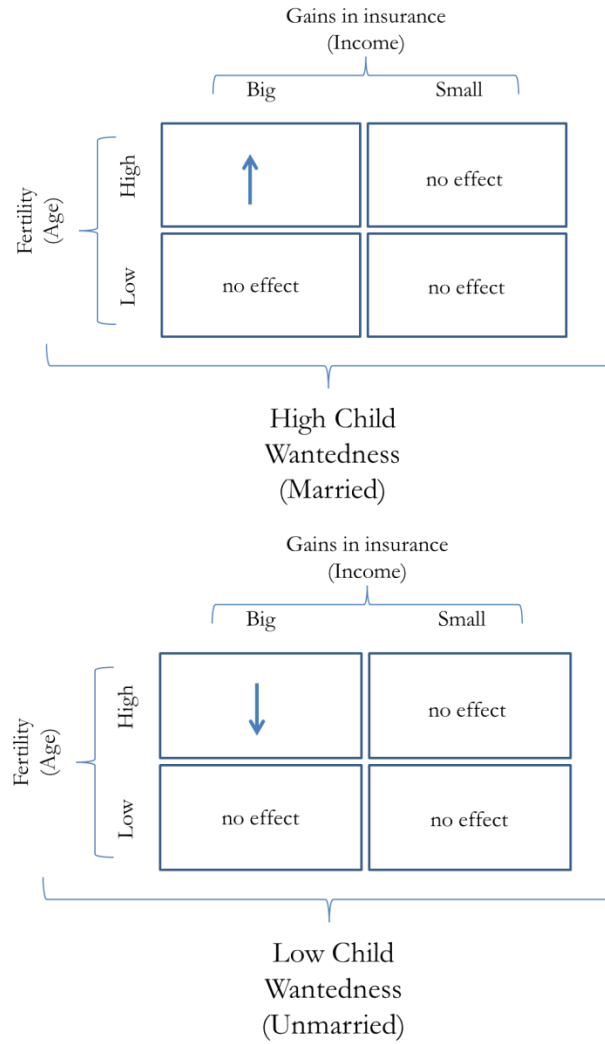 Gains in insurance
(Income)
Big Small
Fertility
(Age)
High
no effect
Low
no effect no effect
High Child
Wantedness
(Married)
Gains in insurance
(Income)
Big Small
Fertility
(Age)
High
no effect
Low
no effect no effect
Low Child
Wantedness
(Unmarried)